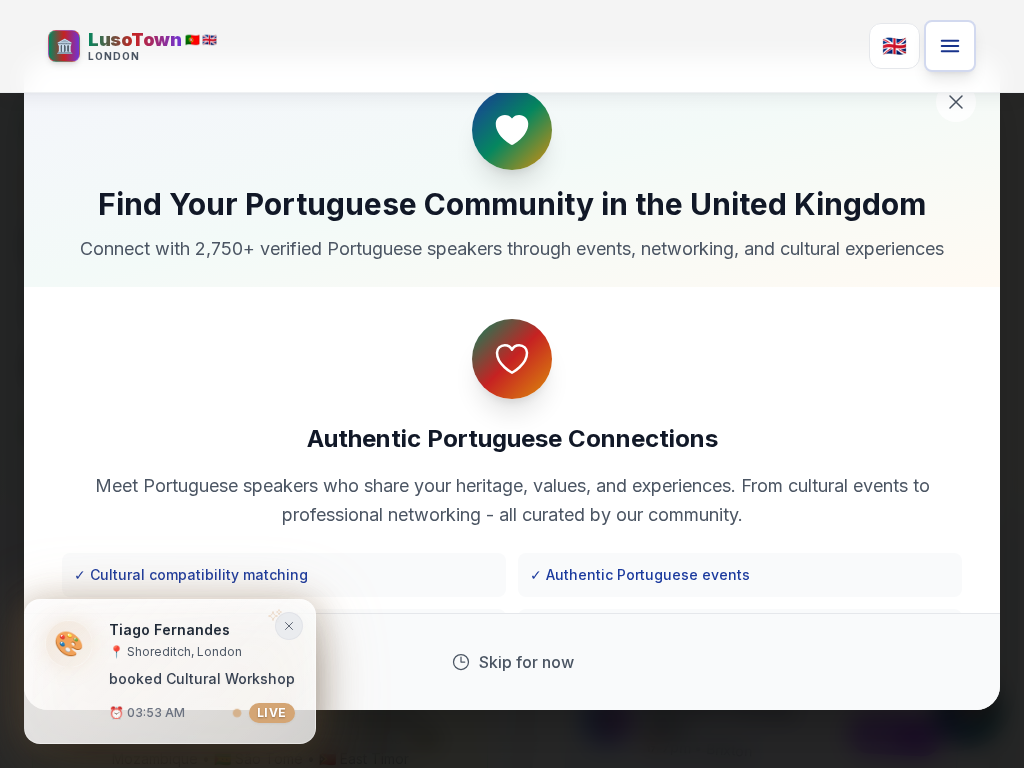 LusoTown
LONDON
Find Your Portuguese Community in the United Kingdom
Connect with 2,750+ verified Portuguese speakers through events, networking, and cultural experiences
Authentic Portuguese Connections
Meet Portuguese speakers who share your heritage, values, and experiences. From cultural events to
professional networking - all curated by our community.
✓ Cultural compatibility matching
✓ Authentic Portuguese events
Tiago Fernandes
📍 Shoreditch, London
booked Cultural Workshop
⏰ 03:53 AM
LIVE
Skip for now